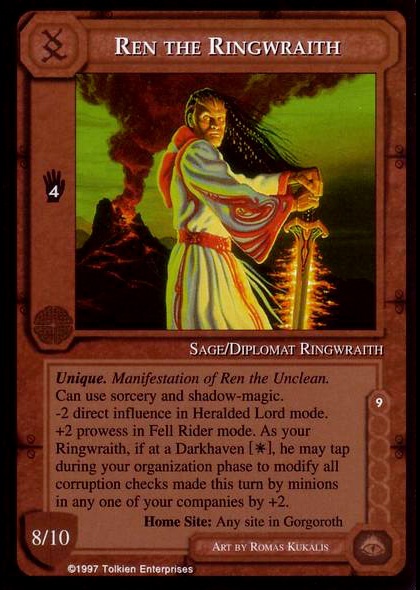 REN THE RINGWRAITH
4
SAGE/DIPLOMAT RINGWRAITH
Unique. Manifestation of Ren the Unclean.
Can use sorcery and shadow-magic.
-2 direct influence in Heralded Lord mode.
+2 prowess in Fell Rider mode. As your
Ringwraith, if at a Darkhaven [☀], he may tap
during your organization phase to modify all
corruption checks made this turn by minions
in any one of your companies by +2.
9
Home Site: Any site in Gorgoroth
8/10
ART BY ROMAS KUKALIS
©1997 Tolkien Enterprises